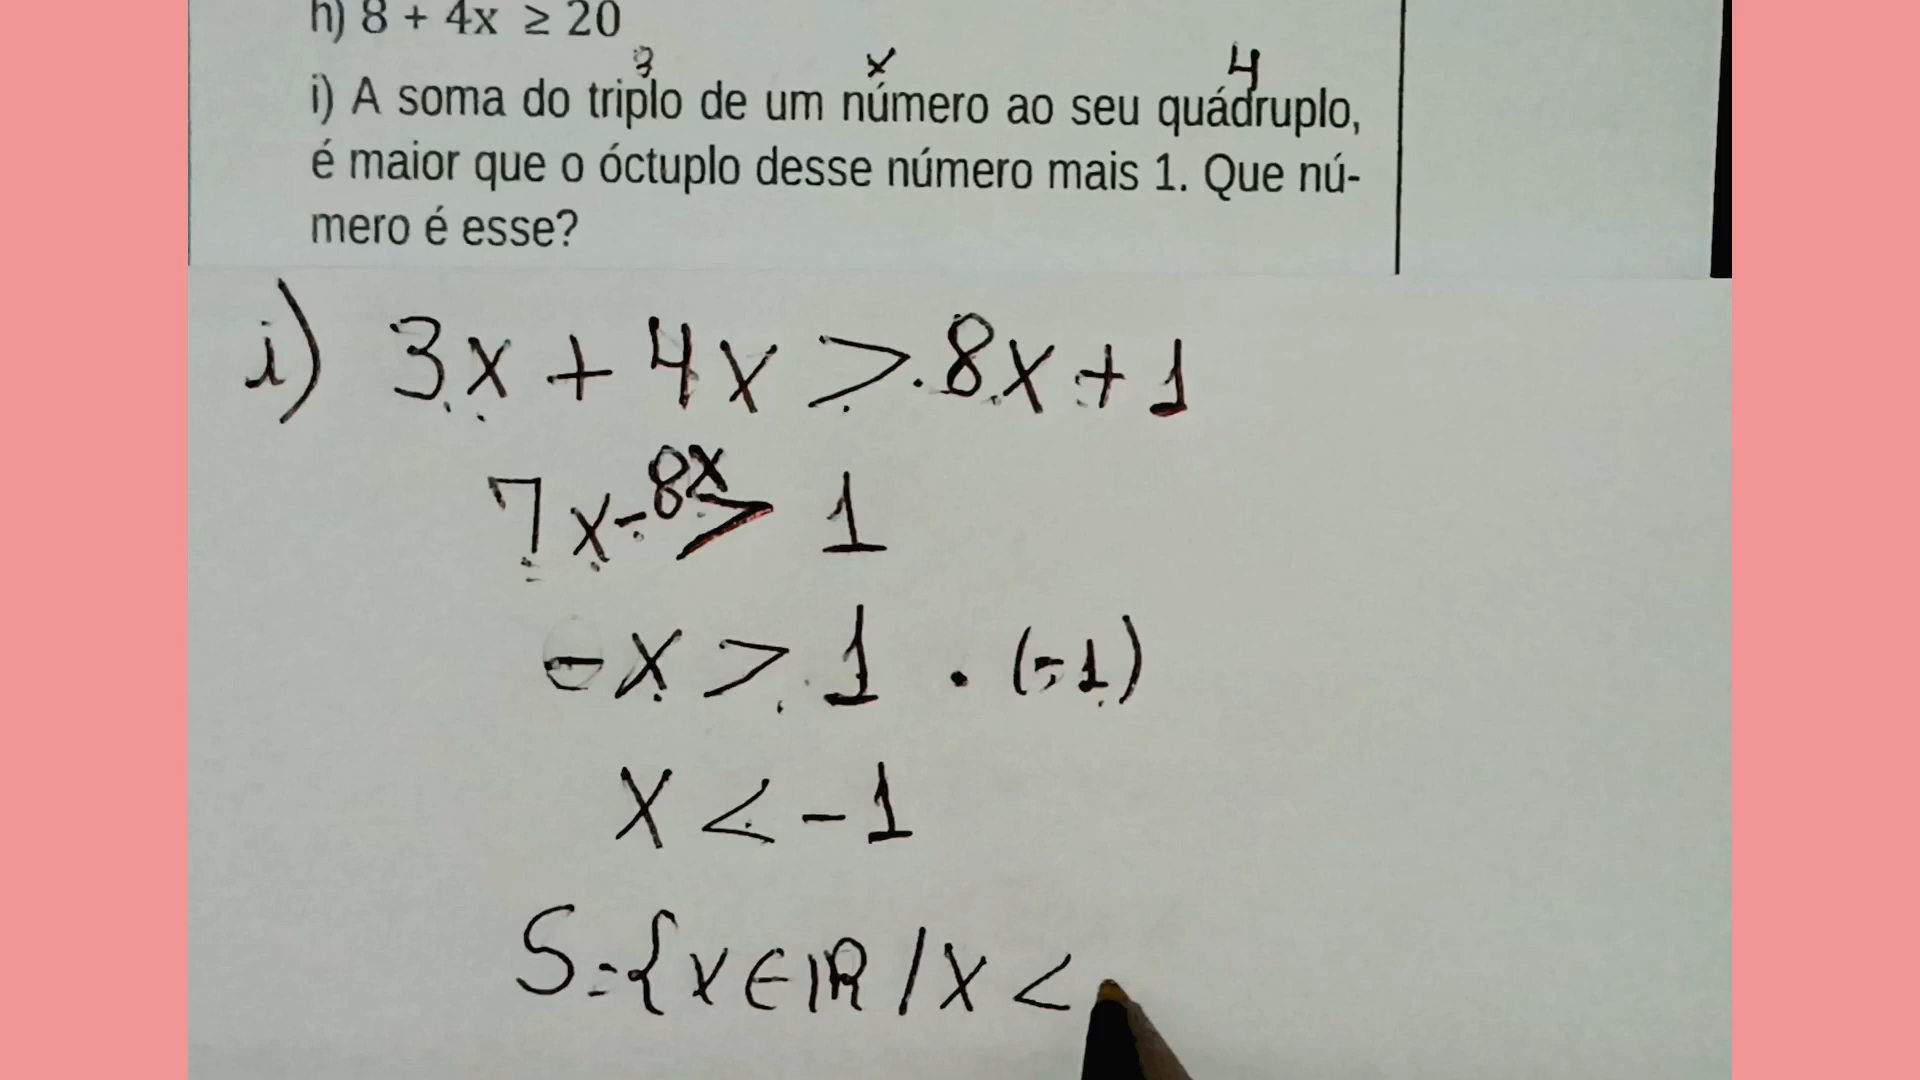 h) 8 + 4x ≥ 20
3 x 4
i) A soma do triplo de um número ao seu quádruplo,
é maior que o óctuplo desse número mais 1. Que nú-
mero é esse?
i) 3x + 4x > 8x + 1
7x - 8x > 1
-x > 1 . (-1)
x < -1
S = {x ∈ IR / x <